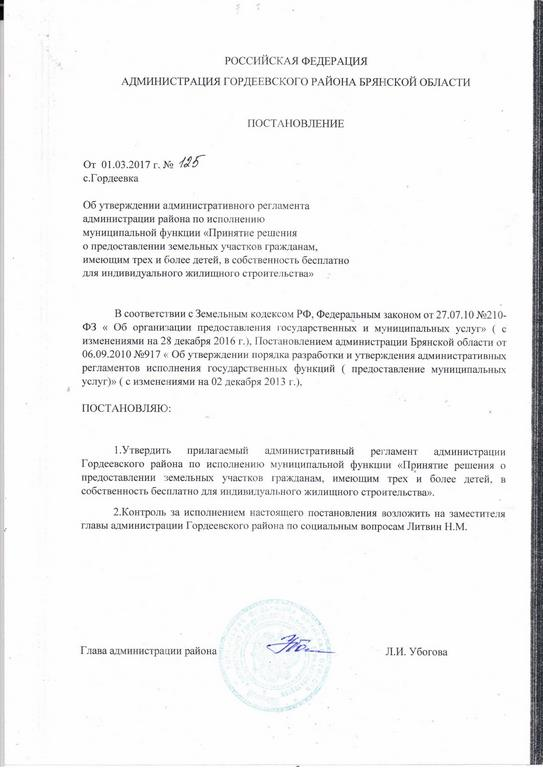 РОССИЙСКАЯ ФЕДЕРАЦИЯ
АДМИНИСТРАЦИЯ ГОРДЕЕВСКОГО РАЙОНА БРЯНСКОЙ ОБЛАСТИ
ПОСТАНОВЛЕНИЕ
От 01.03.2017 г. № 125
с.Гордеевка
Об утверждении административного регламента
администрации района по исполнению
муниципальной функции «Принятие решения
о предоставлении земельных участков гражданам,
имеющим трех и более детей, в собственность бесплатно
для индивидуального жилищного строительства»
В соответствии с Земельным кодексом РФ, Федеральным законом от 27.07.10 №210-
ФЗ « Об организации предоставления государственных и муниципальных услуг» ( с
изменениями на 28 декабря 2016 г.), Постановлением администрации Брянской области от
06.09.2010 №917 « Об утверждении порядка разработки и утверждения административных
регламентов исполнения государственных функций ( предоставление муниципальных
услуг)» ( с изменениями на 02 декабря 2013 г.),
ПОСТАНОВЛЯЮ:
1.Утвердить прилагаемый административный регламент администрации
Гордеевского района по исполнению муниципальной функции «Принятие решения о
предоставлении земельных участков гражданам, имеющим трех и более детей, в
собственность бесплатно для индивидуального жилищного строительства».
2.Контроль за исполнением настоящего постановления возложить на заместителя
главы администрации Гордеевского района по социальным вопросам Литвин Н.М.
Глава администрации района Л.И. Убогова